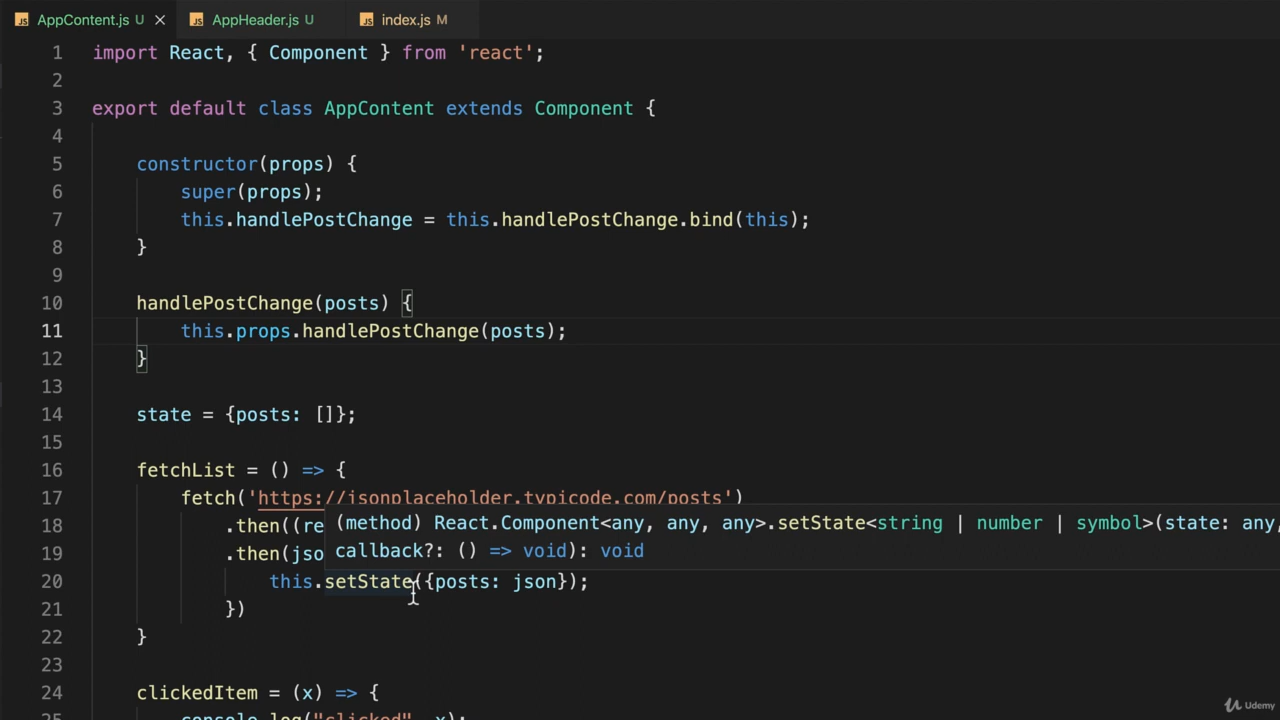 AppContent.js U
AppHeader.js U
index.js M
1 import React, { Component } from 'react';
2
3 export default class AppContent extends Component {
4
5 constructor(props) {
6 super(props);
7 this.handlePostChange = this.handlePostChange.bind(this);
8 }
9
10 handlePostChange(posts) {
11 this.props.handlePostChange(posts);
12 }
13
14 state = {posts: []};
15
16 fetchList = () => {
17 fetch('https://jsonplaceholder.typicode.com/posts')
18 .then((re
(method) React.Component<any, any, any>.setState<string | number | symbol>(state: any,
19 .then(jso
callback?: () => void): void
20 this.setState({posts: json});
21 })
22 }
23
24 clickedItem = (x) => {
25 console.log("clicked", x);
Udemy